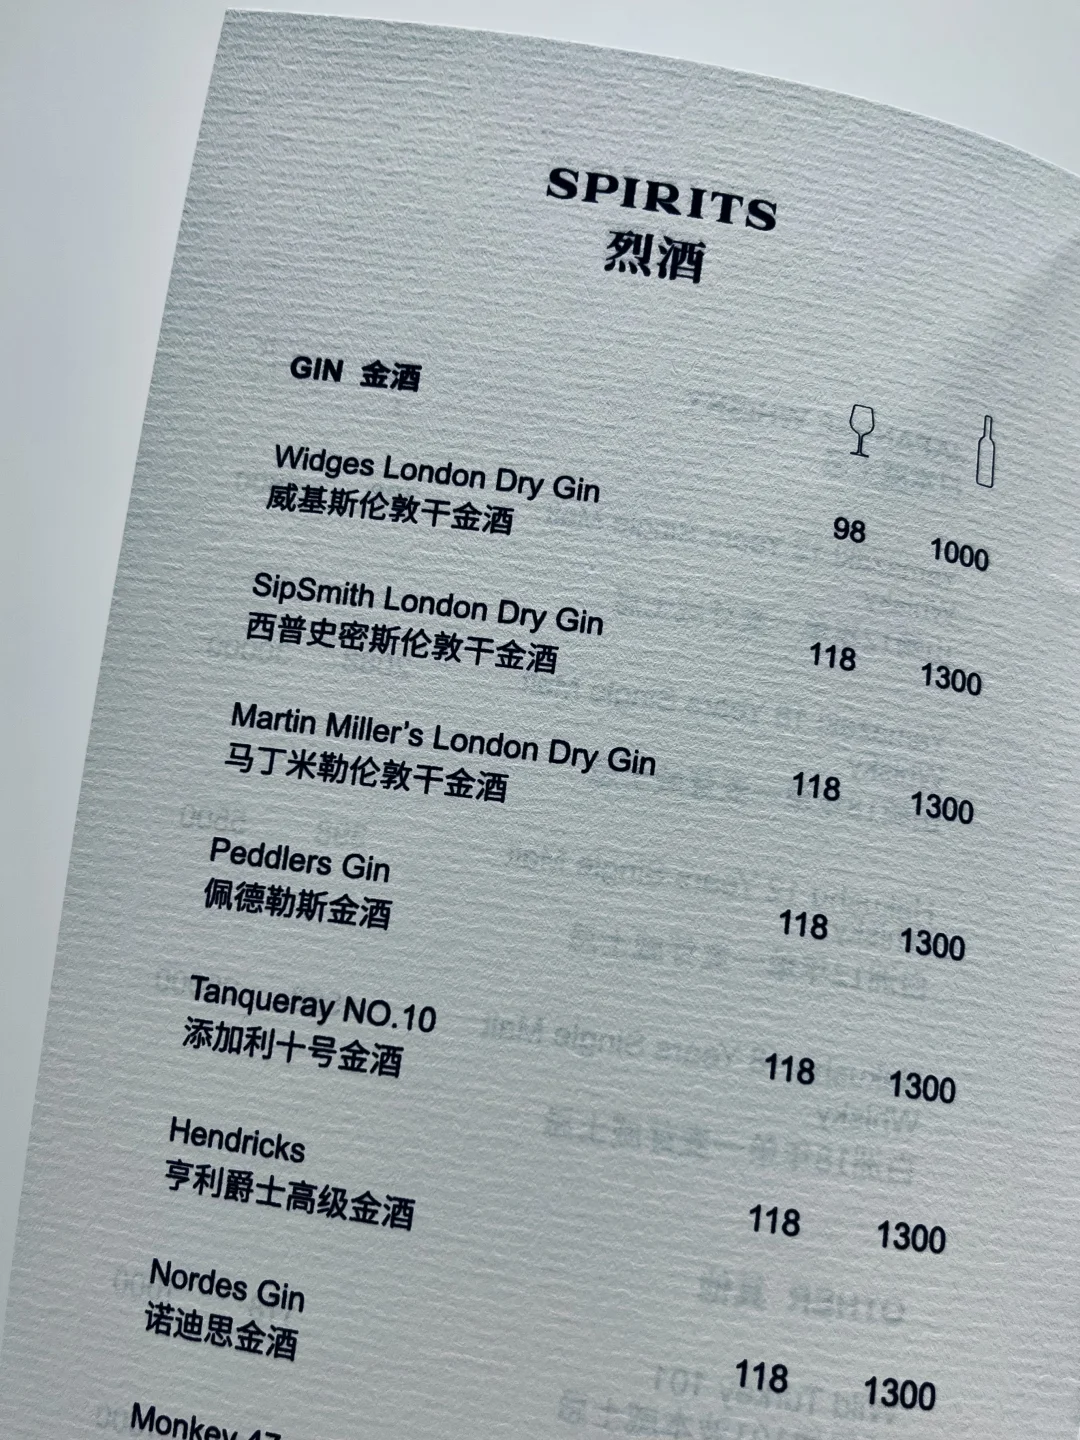 SPIRITS
烈酒
GIN 金酒
Widges London Dry Gin
威基斯伦敦干金酒
98 1000
SipSmith London Dry Gin
西普史密斯伦敦干金酒
118 1300
Martin Miller's London Dry Gin
马丁米勒伦敦干金酒
118 1300
Peddlers Gin
佩德勒斯金酒
118 1300
Tanqueray NO.10
添加利十号金酒
118 1300
Hendricks
亨利爵士高级金酒
118 1300
Nordes Gin
诺迪思金酒
118 1300
Monkey 47